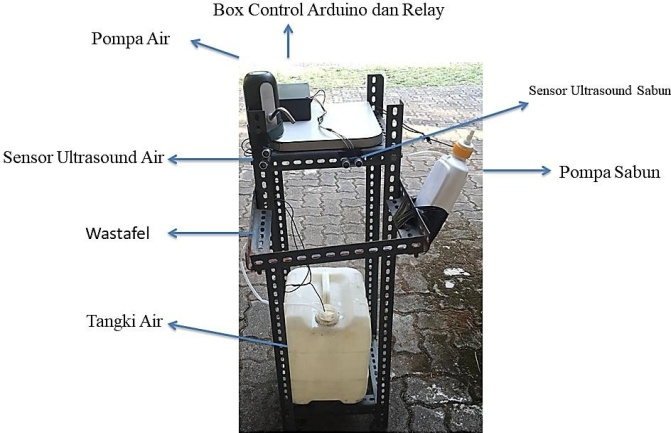 Box Control Arduino dan Relay
Pompa Air
Sensor Ultrasound Sabun
Sensor Ultrasound Air
Pompa Sabun
Wastafel
Tangki Air